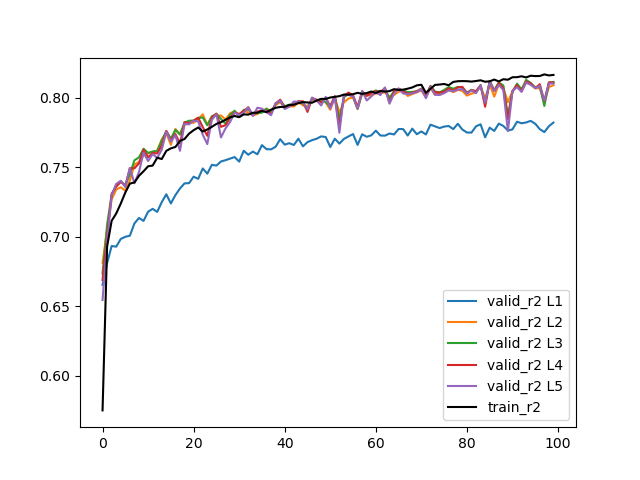 0.80
0.75
0.70
0.65
0.60
0
20
40
60
80
100
valid_r2 L1
valid_r2 L2
valid_r2 L3
valid_r2 L4
valid_r2 L5
train_r2